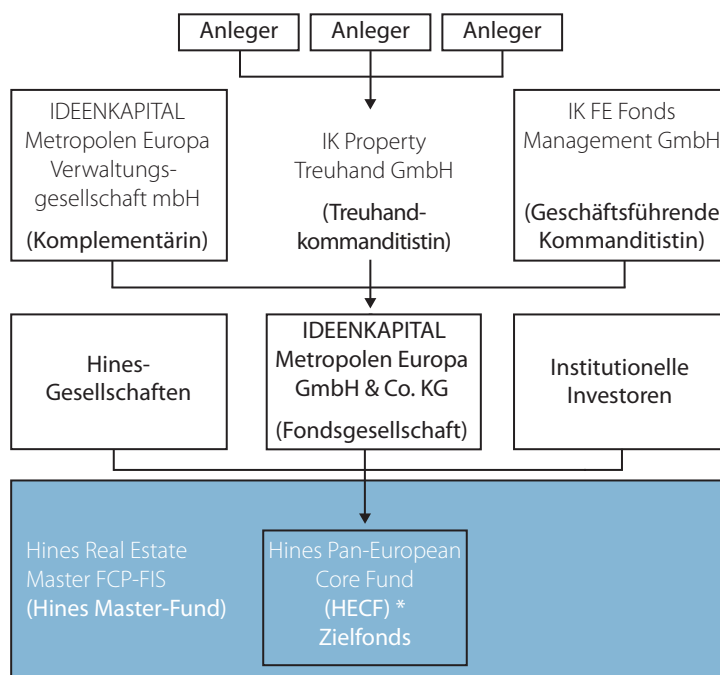 Anleger
Anleger
Anleger
IDEENKAPITAL
Metropolen Europa
Verwaltungs-
gesellschaft mbH
(Komplementärin)
IK Property
Treuhand GmbH
(Treuhand-
kommanditistin)
IK FE Fonds
Management GmbH
(Geschäftsführende
Kommanditistin)
Hines-
Gesellschaften
IDEENKAPITAL
Metropolen Europa
GmbH & Co. KG
(Fondsgesellschaft)
Institutionelle
Investoren
Hines Real Estate
Master FCP-FIS
(Hines Master-Fund)
Hines Pan-European
Core Fund
(HECF) *
Zielfonds